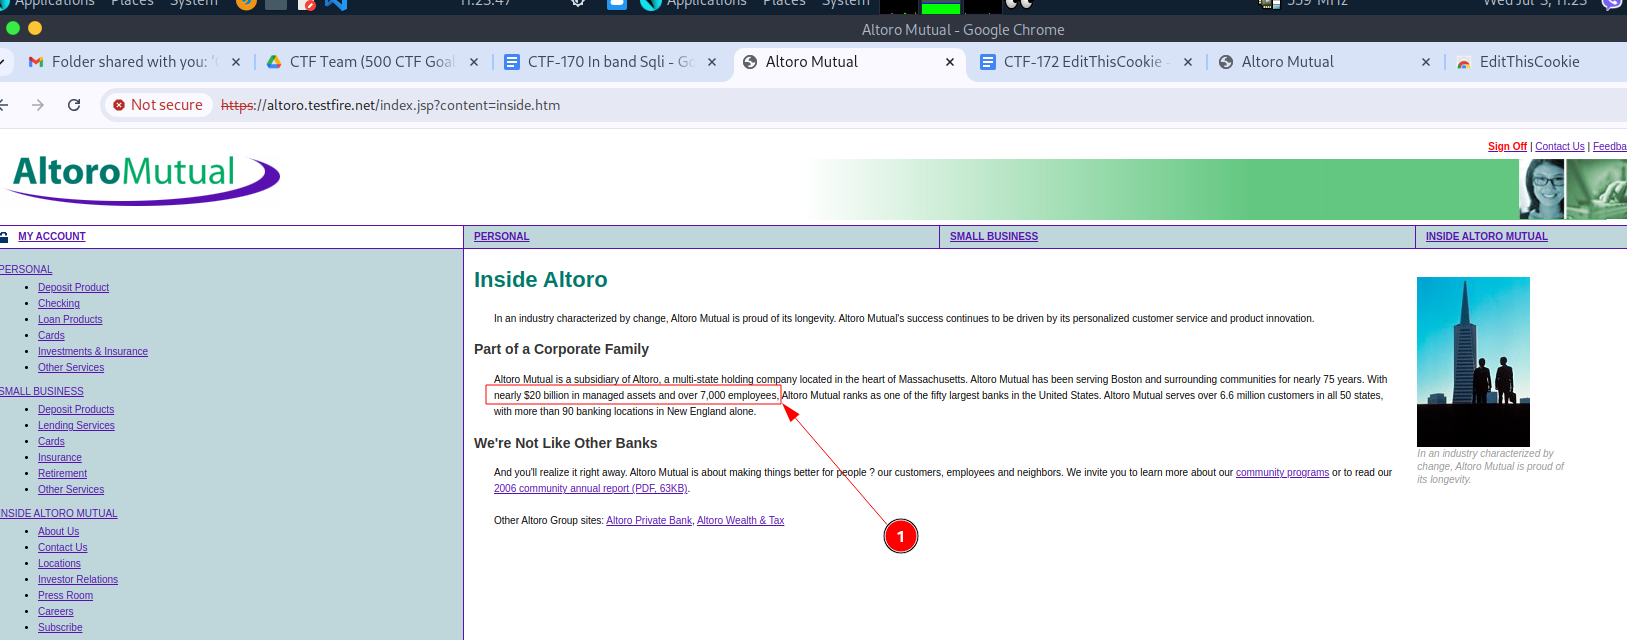 Applications Places System 11:23:47 Applications Places System 559 MHz Wed Jul 3, 11:23
Altoro Mutual - Google Chrome
Folder shared with you: "C × CTF Team (500 CTF Goal × CTF-170 In band Sqli - Go × Altoro Mutual × CTF-172 EditThisCookie - × Altoro Mutual × EditThisCookie
Not secure https://altoro.testfire.net/index.jsp?content=inside.htm
Sign Off | Contact Us | Feedba
AltoroMutual
MY ACCOUNT PERSONAL SMALL BUSINESS INSIDE ALTORO MUTUAL
PERSONAL
• Deposit Product
• Checking
• Loan Products
• Cards
• Investments & Insurance
• Other Services
SMALL BUSINESS
• Deposit Products
• Lending Services
• Cards
• Insurance
• Retirement
• Other Services
INSIDE ALTORO MUTUAL
• About Us
• Contact Us
• Locations
• Investor Relations
• Press Room
• Careers
• Subscribe
Inside Altoro
In an industry characterized by change, Altoro Mutual is proud of its longevity. Altoro Mutual's success continues to be driven by its personalized customer service and product innovation.
Part of a Corporate Family
Altoro Mutual is a subsidiary of Altoro, a multi-state holding company located in the heart of Massachusetts. Altoro Mutual has been serving Boston and surrounding communities for nearly 75 years. With
nearly $20 billion in managed assets and over 7,000 employees, Altoro Mutual ranks as one of the fifty largest banks in the United States. Altoro Mutual serves over 6.6 million customers in all 50 states,
with more than 90 banking locations in New England alone.
We're Not Like Other Banks
And you'll realize it right away. Altoro Mutual is about making things better for people ? our customers, employees and neighbors. We invite you to learn more about our community programs or to read our
2006 community annual report (PDF, 63KB).
Other Altoro Group sites: Altoro Private Bank, Altoro Wealth & Tax
1
In an industry characterized by
change, Altoro Mutual is proud of
its longevity.